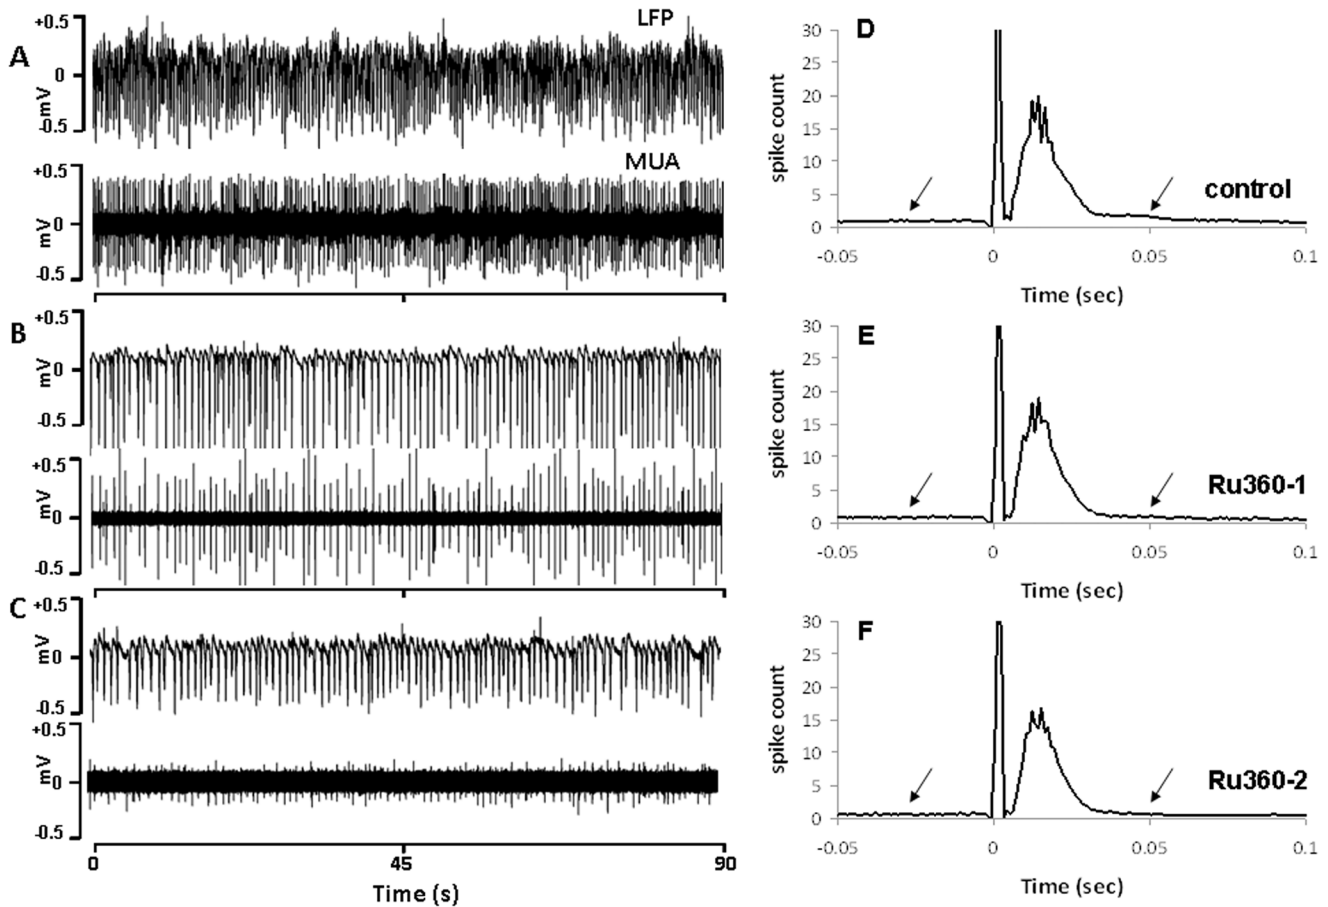 A
LFP
+0.5
0
-0.5
mV
MUA
+0.5
0
-0.5
mV
B
+0.5
0
-0.5
mV
+0.5
0
-0.5
mV
C
+0.5
0
-0.5
mV
+0.5
0
-0.5
mV
0 45 90
Time (s)
D
30
25
20
15
10
5
0
spike count
control
-0.05 0 0.05 0.1
Time (sec)
E
30
25
20
15
10
5
0
spike count
Ru360-1
-0.05 0 0.05 0.1
Time (sec)
F
30
25
20
15
10
5
0
spike count
Ru360-2
-0.05 0 0.05 0.1
Time (sec)